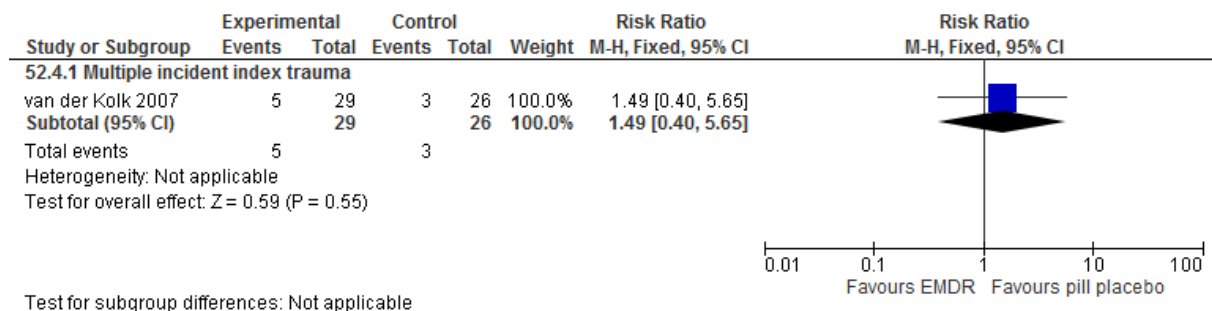 Experimental Control Risk Ratio Risk Ratio
Study or Subgroup Events Total Events Total Weight M-H, Fixed, 95% CI M-H, Fixed, 95% CI
52.4.1 Multiple incident index trauma
van der Kolk 2007 5 29 3 26 100.0% 1.49 [0.40, 5.65]
Subtotal (95% CI) 29 26 100.0% 1.49 [0.40, 5.65]
Total events 5 3
Heterogeneity: Not applicable
Test for overall effect: Z = 0.59 (P = 0.55)
0.01 0.1 1 10 100
Favours EMDR Favours pill placebo
Test for subgroup differences: Not applicable